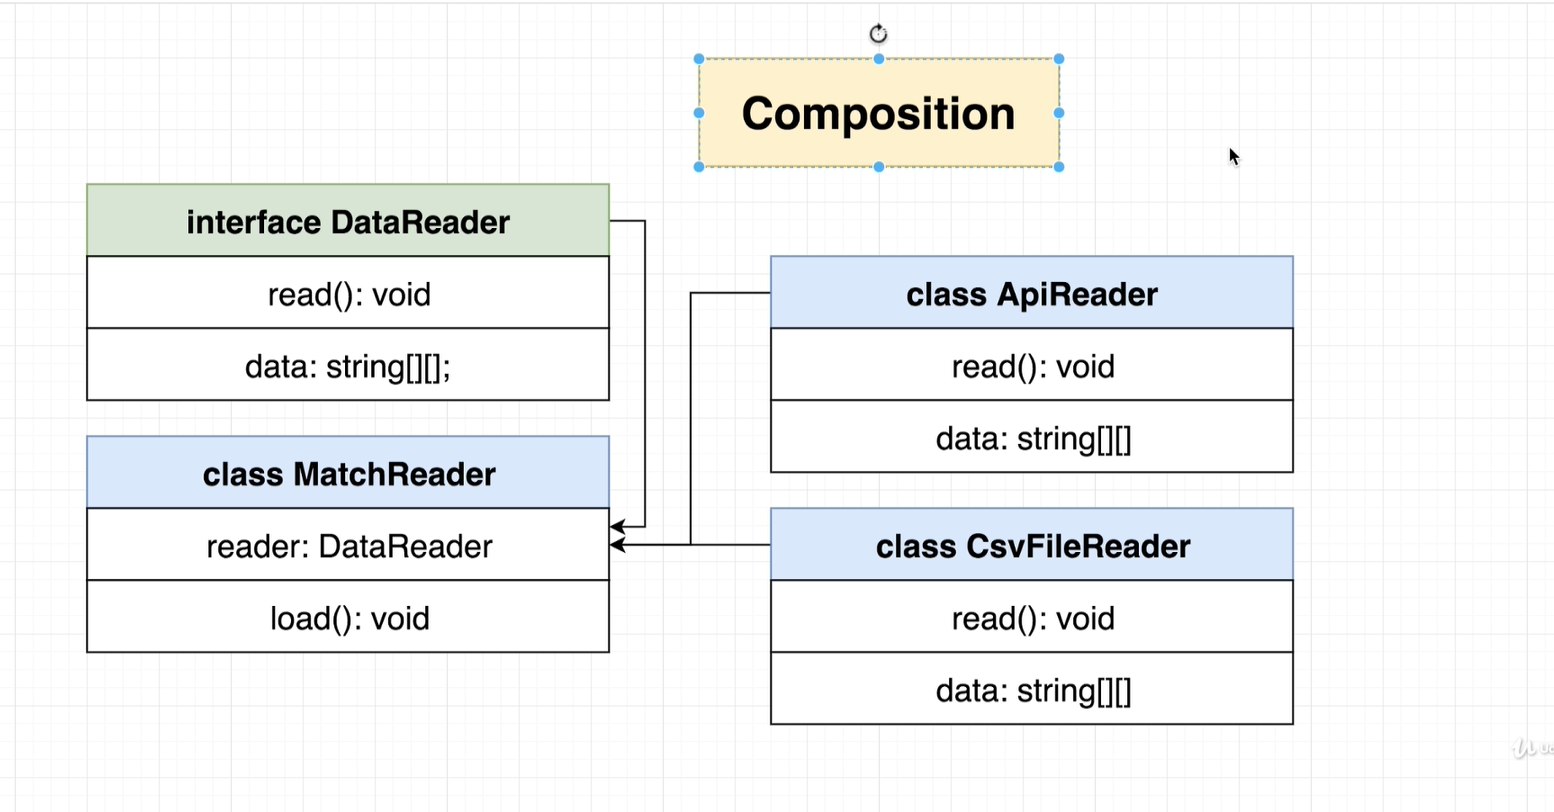 Composition
interface DataReader
read(): void
data: string[][];
class MatchReader
reader: DataReader
load(): void
class ApiReader
read(): void
data: string[][]
class CsvFileReader
read(): void
data: string[][]